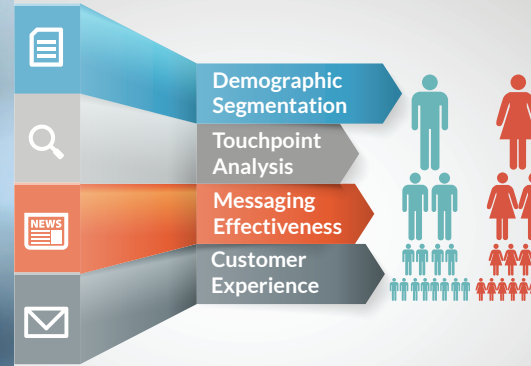 Demographic
Segmentation
Touchpoint
Analysis
NEWS
Messaging
Effectiveness
Customer
Experience